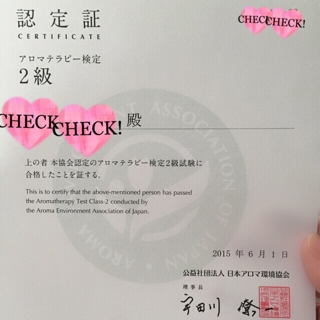 認定証
CERTIFICATE
CHECK CHECK!
アロマテラピー検定
2級
CHECK CHECK! 殿
上の者 本協会認定のアロマテラピー検定2級試験に
合格したことを証する。
This is to certify that the above-mentioned person has passed
the Aromatherapy Test Class-2 conducted by
the Aroma Environment Association of Japan.
2015 年 6 月 1 日
公益社団法人 日本アロマ環境協会
理事長